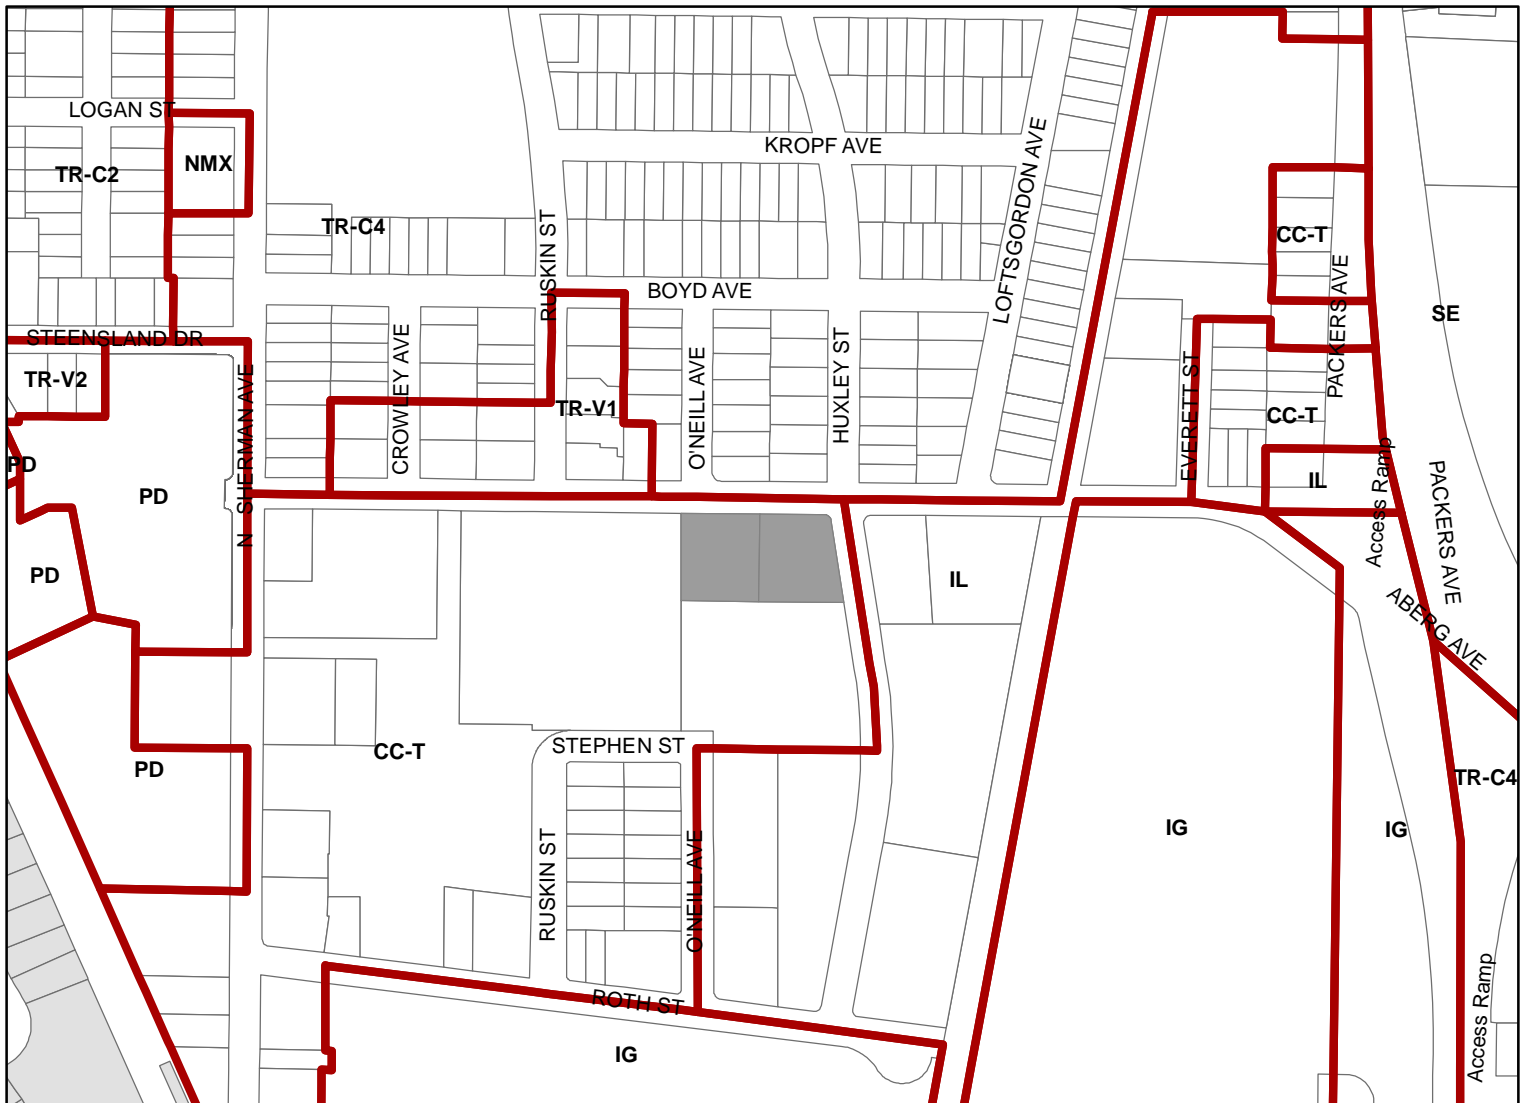 LOGAN ST
KROPF AVE
NMX
TR-C2
LOFTSGORDON AVE
TR-C4
CC-T
RUSKIN ST
BOYD AVE
PACKERS AVE
SE
STEENSLAND DR
TR-V2
N SHERMAN AVE
CROWLEY AVE
TR-V1
O'NEILL AVE
HUXLEY ST
EVERETT ST
CC-T
PD
PD
IL
Access Ramp
PACKERS AVE
PD
IL
ABERG AVE
STEPHEN ST
CC-T
PD
TR-C4
IG
IG
RUSKIN ST
O'NEILL AVE
ROTH ST
Access Ramp
IG